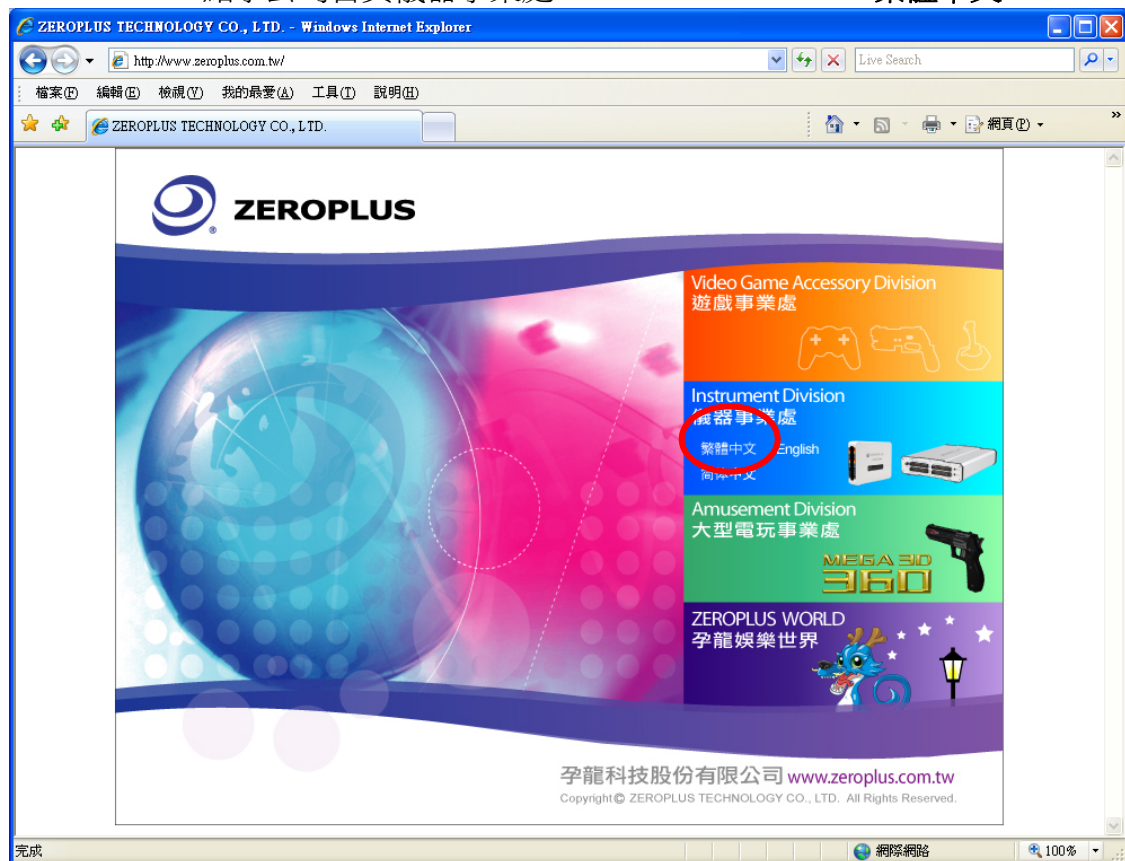 ZEROPLUS TECHNOLOGY CO., LTD. - Windows Internet Explorer
http://www.zeroplus.com.tw/
Live Search
檔案(F) 編輯(E) 檢視(V) 我的最愛(A) 工具(T) 說明(H)
ZEROPLUS TECHNOLOGY CO., LTD.
網頁(P)
ZEROPLUS
Video Game Accessory Division
遊戲事業處
Instrument Division
儀器事業處
繁體中文 English
简体中文
Amusement Division
大型電玩事業處
MEGA 3D
360
ZEROPLUS WORLD
孕龍娛樂世界
孕龍科技股份有限公司 www.zeroplus.com.tw
Copyright© ZEROPLUS TECHNOLOGY CO., LTD. All Rights Reserved.
完成
網際網路
100%